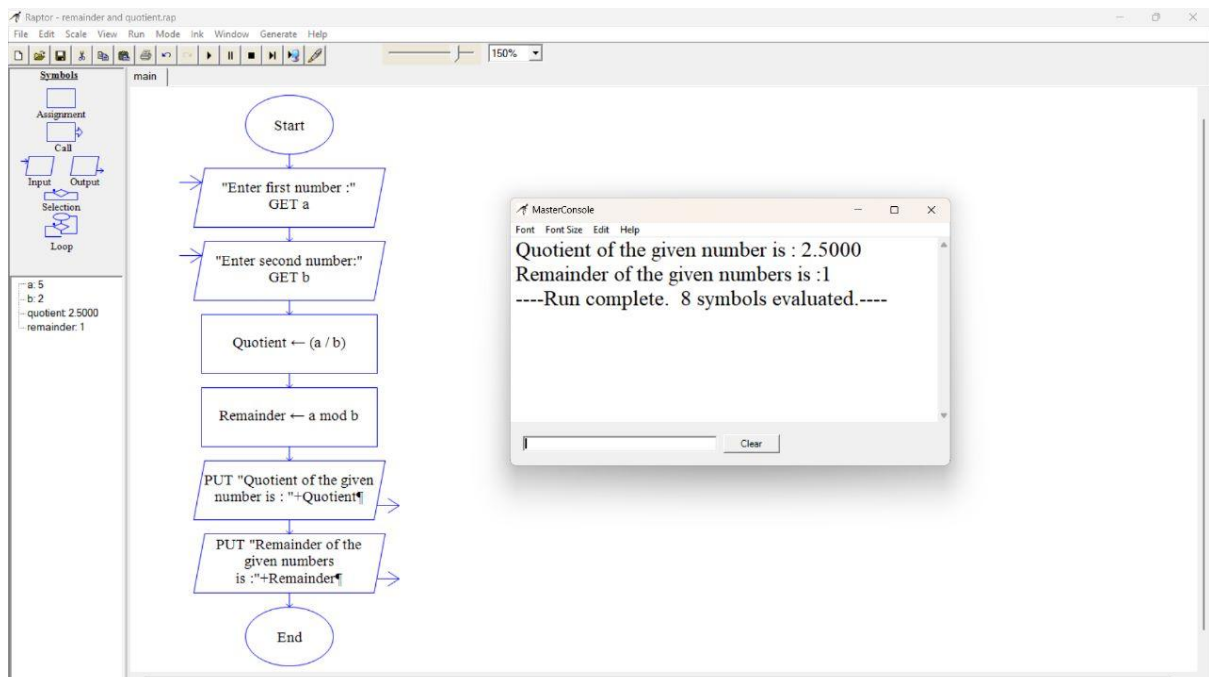 Raptor - remainder and quotient.rap
File Edit Scale View Run Mode Ink Window Generate Help
150%
Symbols
Assignment
Call
Input Output
Selection
Loop
a: 5
b: 2
quotient: 2.5000
remainder: 1
main
Start
"Enter first number :"
GET a
"Enter second number:"
GET b
Quotient ← (a / b)
Remainder ← a mod b
PUT "Quotient of the given
number is : "+Quotient¶
PUT "Remainder of the
given numbers
is :"+Remainder¶
End
MasterConsole
Font Font Size Edit Help
Quotient of the given number is : 2.5000
Remainder of the given numbers is :1
----Run complete. 8 symbols evaluated.----
Clear